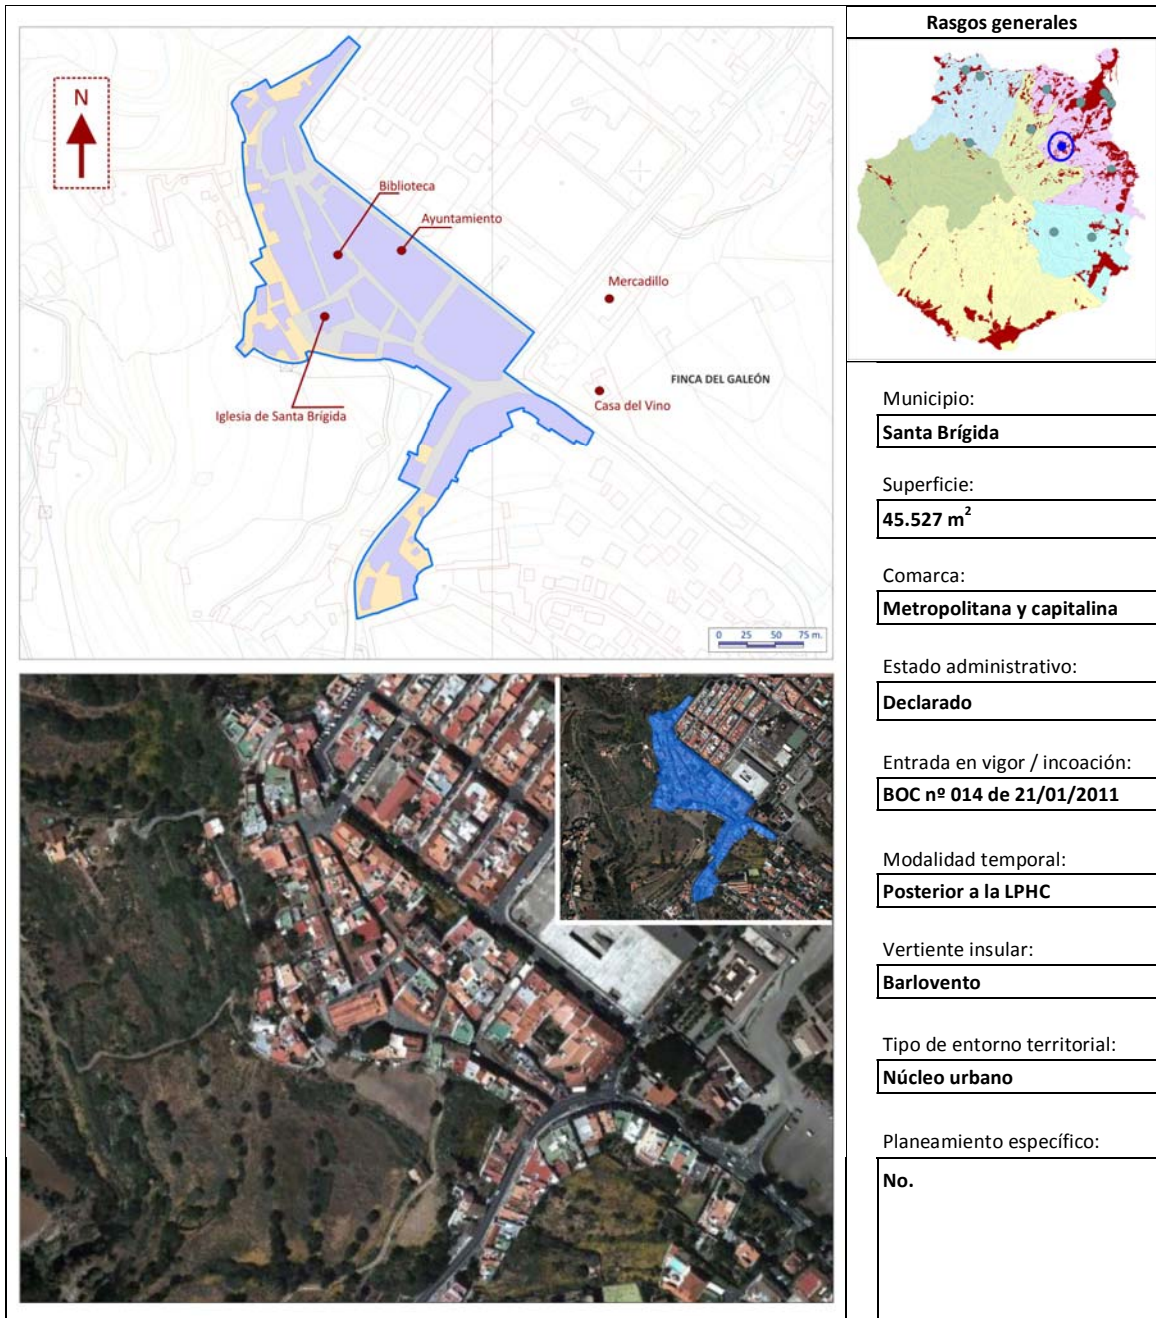 N
Biblioteca
Ayuntamiento
Mercadillo
FINCA DEL GALEÓN
Casa del Vino
Iglesia de Santa Brígida
0 25 50 75 m.
Rasgos generales
Municipio:
Santa Brígida
Superficie:
45.527 m²
Comarca:
Metropolitana y capitalina
Estado administrativo:
Declarado
Entrada en vigor / incoación:
BOC nº 014 de 21/01/2011
Modalidad temporal:
Posterior a la LPHC
Vertiente insular:
Barlovento
Tipo de entorno territorial:
Núcleo urbano
Planeamiento específico:
No.